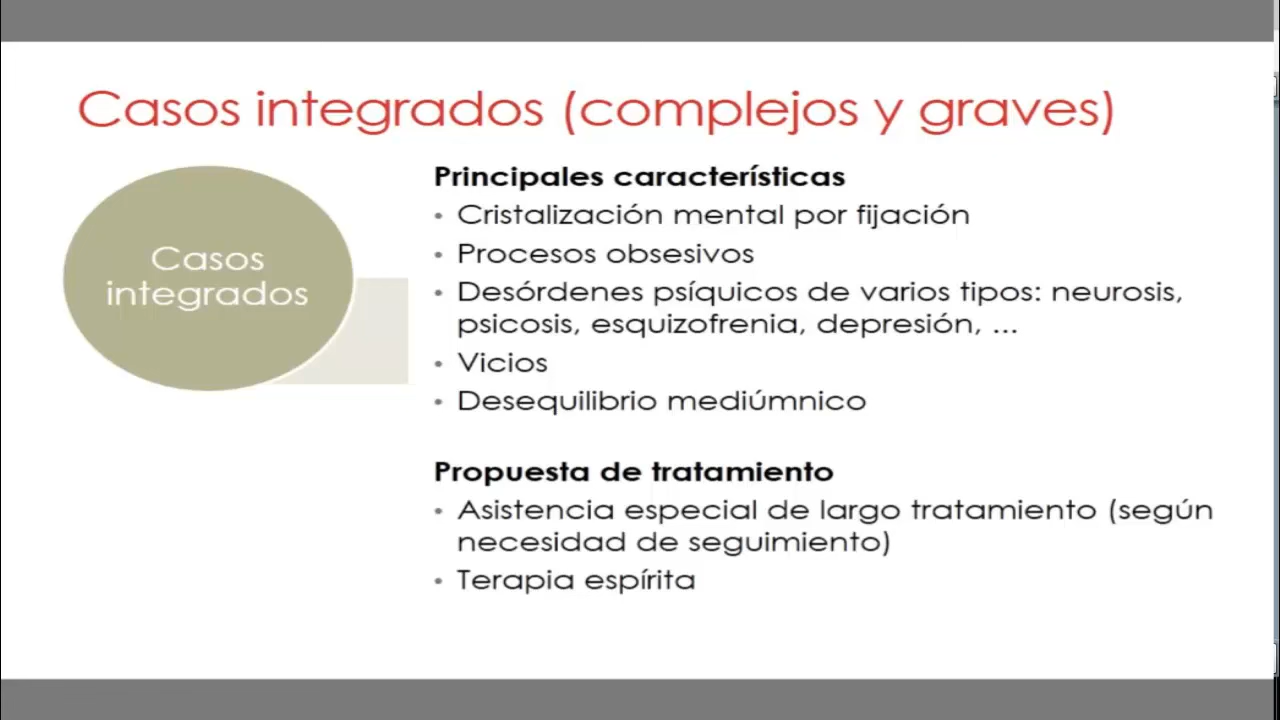 Casos integrados (complejos y graves)
Casos
integrados
Principales características
• Cristalización mental por fijación
• Procesos obsesivos
• Desórdenes psíquicos de varios tipos: neurosis,
psicosis, esquizofrenia, depresión, ...
• Vicios
• Desequilibrio mediúmnico
Propuesta de tratamiento
• Asistencia especial de largo tratamiento (según
necesidad de seguimiento)
• Terapia espírita